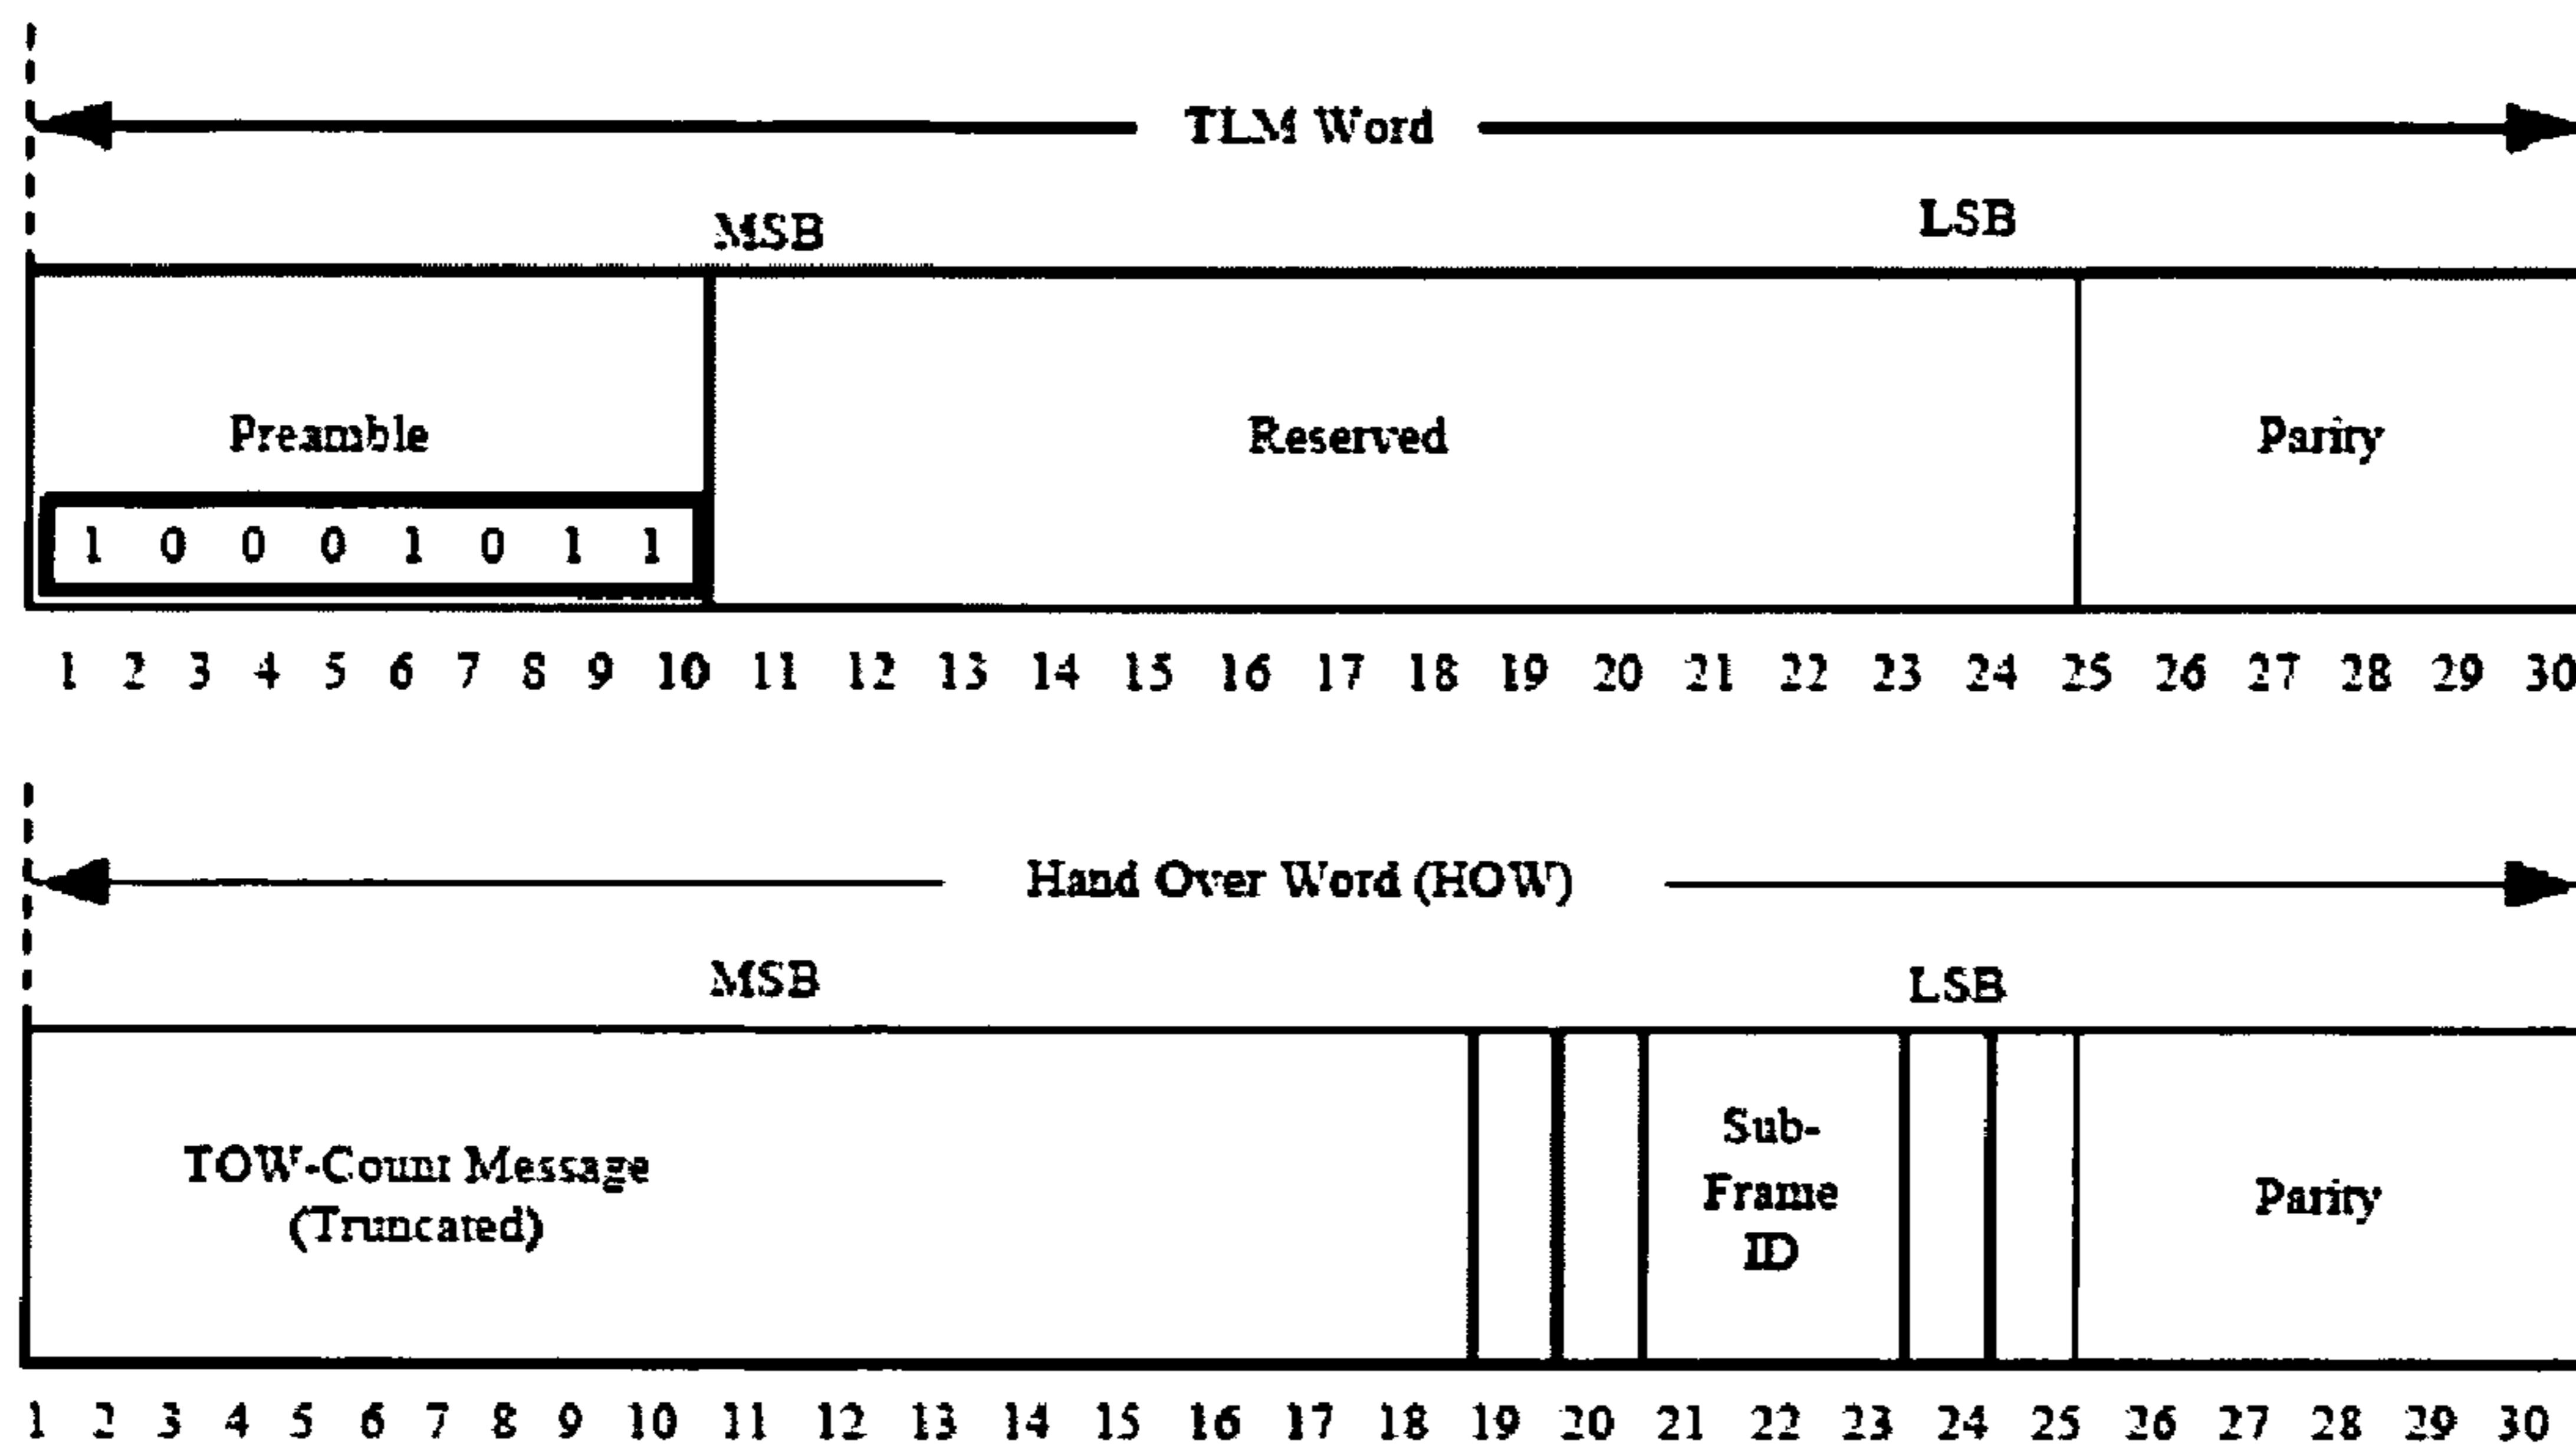 TLM Word
MSB LSB
Preamble Reserved Parity
1 0 0 0 1 0 1 1
1 2 3 4 5 6 7 8 9 10 11 12 13 14 15 16 17 18 19 20 21 22 23 24 25 26 27 28 29 30
Hand Over Word (HOW)
MSB LSB
TOW-Count Message
(Truncated)
Sub-
Frame
ID
Parity
1 2 3 4 5 6 7 8 9 10 11 12 13 14 15 16 17 18 19 20 21 22 23 24 25 26 27 28 29 30